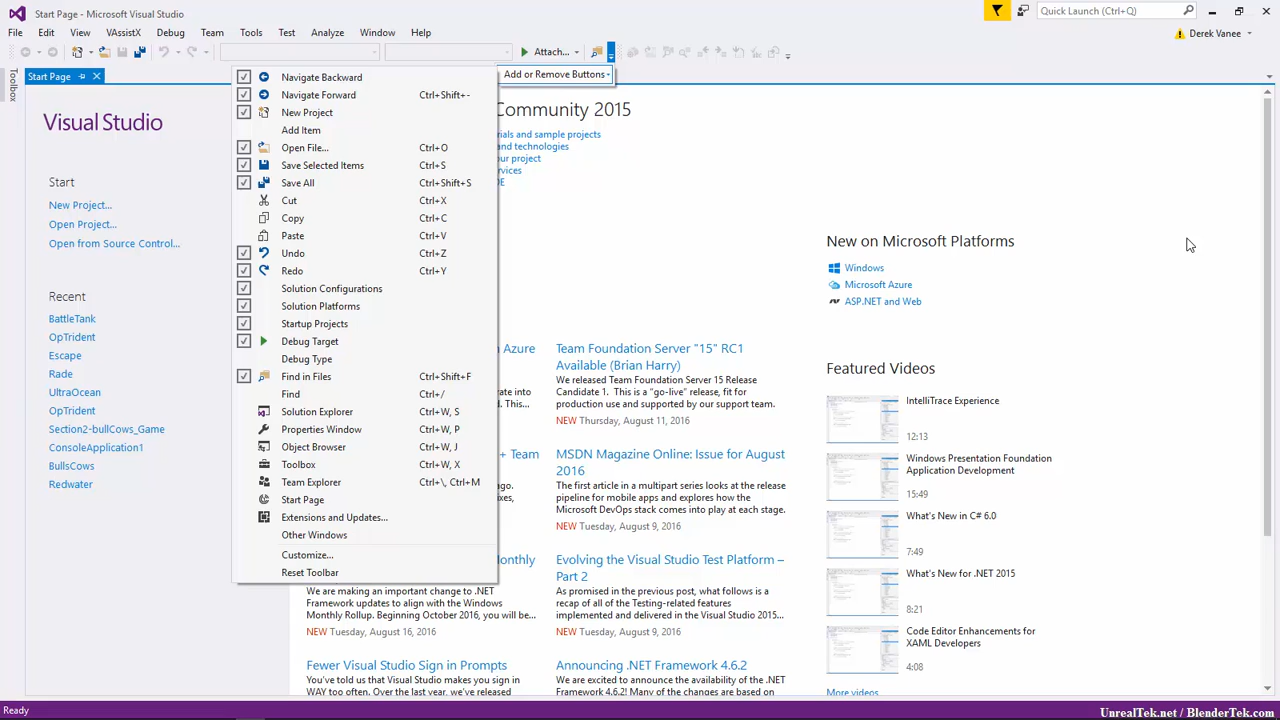 Start Page - Microsoft Visual Studio
Quick Launch (Ctrl+Q)
File Edit View VAssistX Debug Team Tools Test Analyze Window Help
Derek Vanee
Attach...
Toolbox
Start Page
Add or Remove Buttons
Visual Studio
Start
New Project...
Open Project...
Open from Source Control...
Recent
BattleTank
OpTrident
Escape
Rade
UltraOcean
OpTrident
Section2-bullCows_Game
ConsoleApplication1
BullsCows
Redwater
Navigate Backward
Navigate Forward Ctrl+Shift+-
New Project
Add Item
Open File... Ctrl+O
Save Selected Items Ctrl+S
Save All Ctrl+Shift+S
Cut Ctrl+X
Copy Ctrl+C
Paste Ctrl+V
Undo Ctrl+Z
Redo Ctrl+Y
Solution Configurations
Solution Platforms
Startup Projects
Debug Target
Debug Type
Find in Files Ctrl+Shift+F
Find Ctrl+/
Solution Explorer Ctrl+W, S
Properties Window Ctrl+W, P
Object Browser Ctrl+W, J
Toolbox Ctrl+W, X
Team Explorer Ctrl+\, Ctrl+M
Start Page
Extensions and Updates...
Other Windows
Customize...
Reset Toolbar
Community 2015
rials and sample projects
and technologies
our project
rvices
DE
Azure
rate into
d. This...
+ Team
go.
ces,
onthly
We are making an important change to .NET
Framework updates to align with the Windows
Monthly Rollup. Beginning October 2016, you will be...
NEW Tuesday, August 16, 2016
Fewer Visual Studio Sign-in Prompts
You've told us that Visual Studio makes you sign-in
WAY too often. Over the last year, we've released
Team Foundation Server "15" RC1
Available (Brian Harry)
We released Team Foundation Server 15 Release
Candidate 1. This is a "go-live" release, fit for
production use and supported by our support team.
NEW Thursday, August 11, 2016
MSDN Magazine Online: Issue for August
2016
The first article in a multipart series looks at the
release pipeline for mobile apps and explores how the
Microsoft DevOps stack comes into play at each stage.
NEW Tuesday, August 9, 2016
Evolving the Visual Studio Test Platform –
Part 2
As promised in the previous post, what follows is a
recap of all of the Testing-related features
implemented and delivered in the Visual Studio 2015...
NEW Tuesday, August 9, 2016
Announcing .NET Framework 4.6.2
We are excited to announce the availability of the .NET
Framework 4.6.2! Many of the changes are based on
New on Microsoft Platforms
Windows
Microsoft Azure
ASP.NET and Web
Featured Videos
IntelliTrace Experience
12:13
Windows Presentation Foundation
Application Development
15:49
What's New in C# 6.0
7:49
What's New for .NET 2015
8:21
Code Editor Enhancements for
XAML Developers
4:08
More videos
Ready
UnrealTek.net / BlenderTek.com